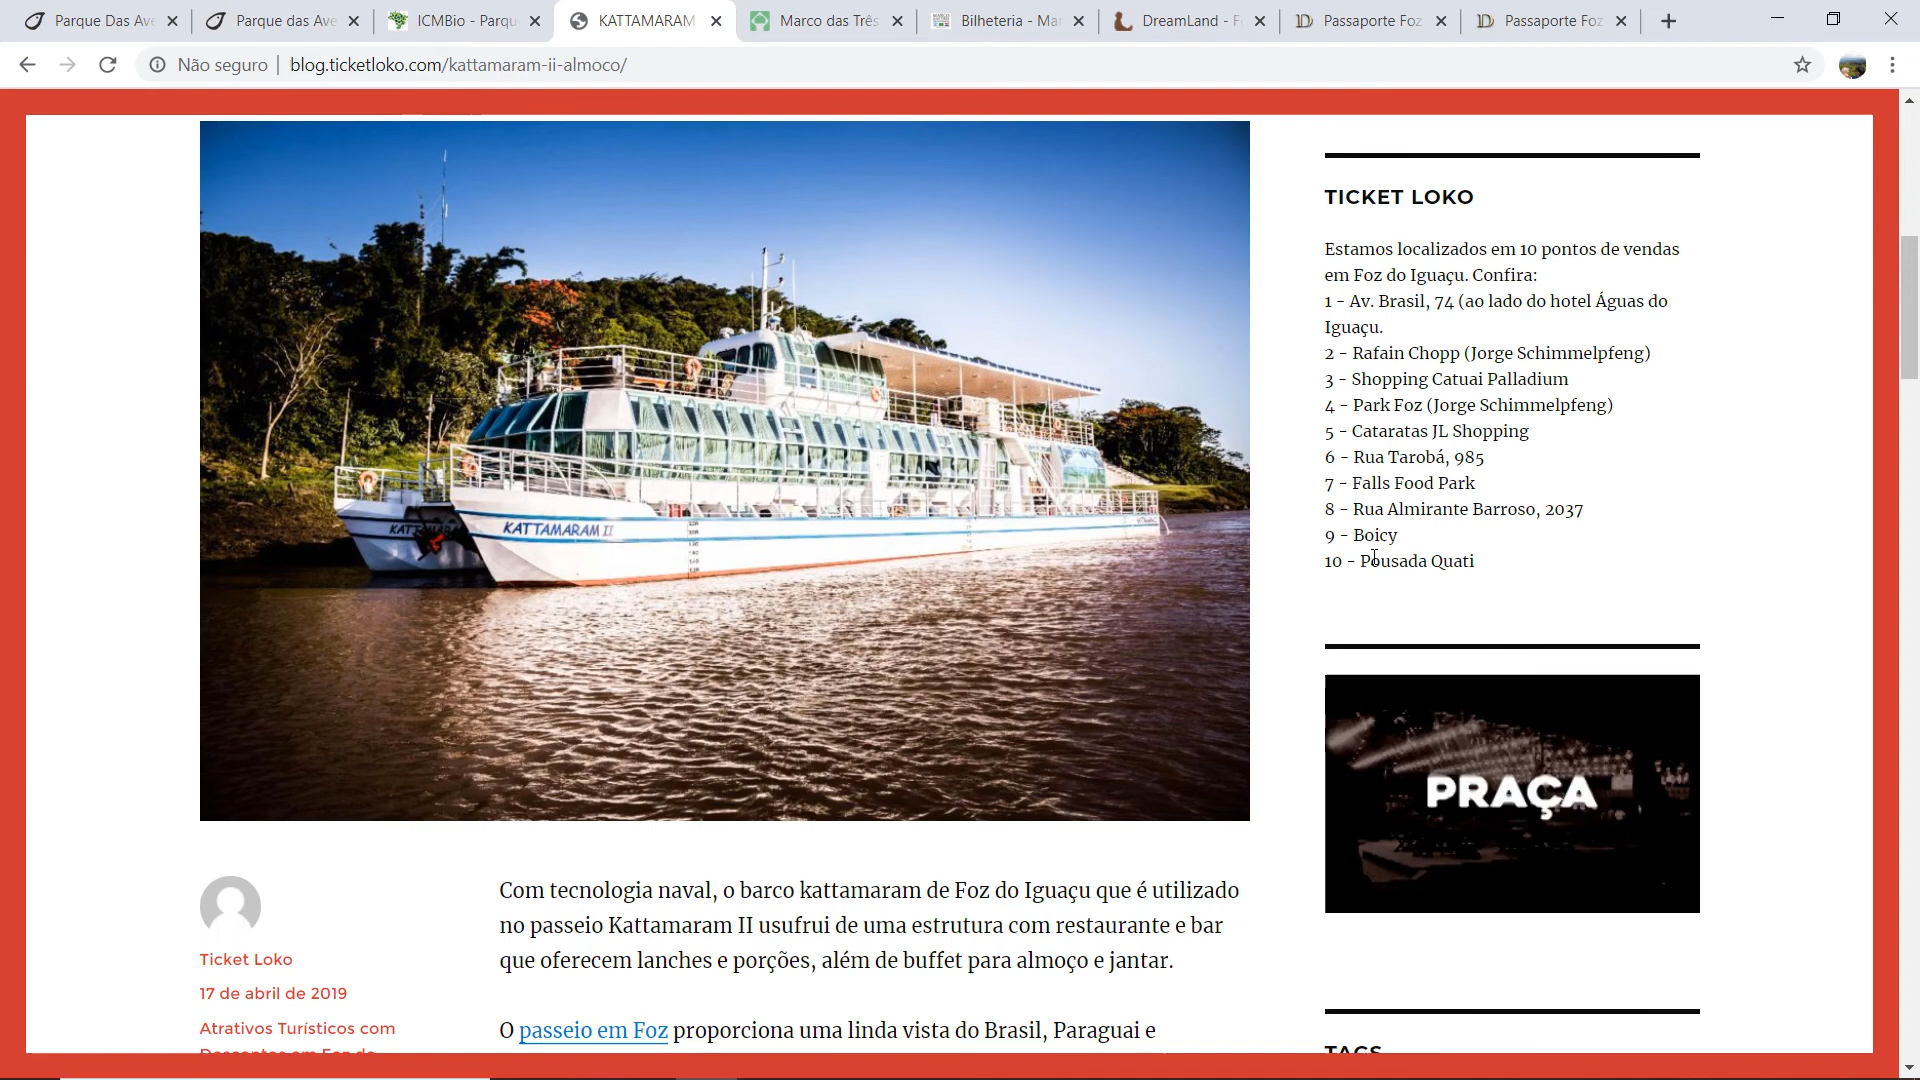 Parque Das Ave
Parque das Ave
ICMBio - Parqu
KATTAMARAM
Marco das Três
Bilheteria - Ma
DreamLand - F
Passaporte Foz
Passaporte Foz
Não seguro
blog.ticketloko.com/kattamaram-ii-almoco/
KATTAMARAM II
TICKET LOKO
Estamos localizados em 10 pontos de vendas
em Foz do Iguaçu. Confira:
1 - Av. Brasil, 74 (ao lado do hotel Águas do
Iguaçu.
2 - Rafain Chopp (Jorge Schimmelpfeng)
3 - Shopping Catuai Palladium
4 - Park Foz (Jorge Schimmelpfeng)
5 - Cataratas JL Shopping
6 - Rua Tarobá, 985
7 - Falls Food Park
8 - Rua Almirante Barroso, 2037
9 - Boicy
10 - Pousada Quati
PRAÇA
Ticket Loko
17 de abril de 2019
Atrativos Turísticos com
Descontos em Foz do
Com tecnologia naval, o barco kattamaram de Foz do Iguaçu que é utilizado
no passeio Kattamaram II usufrui de uma estrutura com restaurante e bar
que oferecem lanches e porções, além de buffet para almoço e jantar.
O passeio em Foz proporciona uma linda vista do Brasil, Paraguai e
TAGS